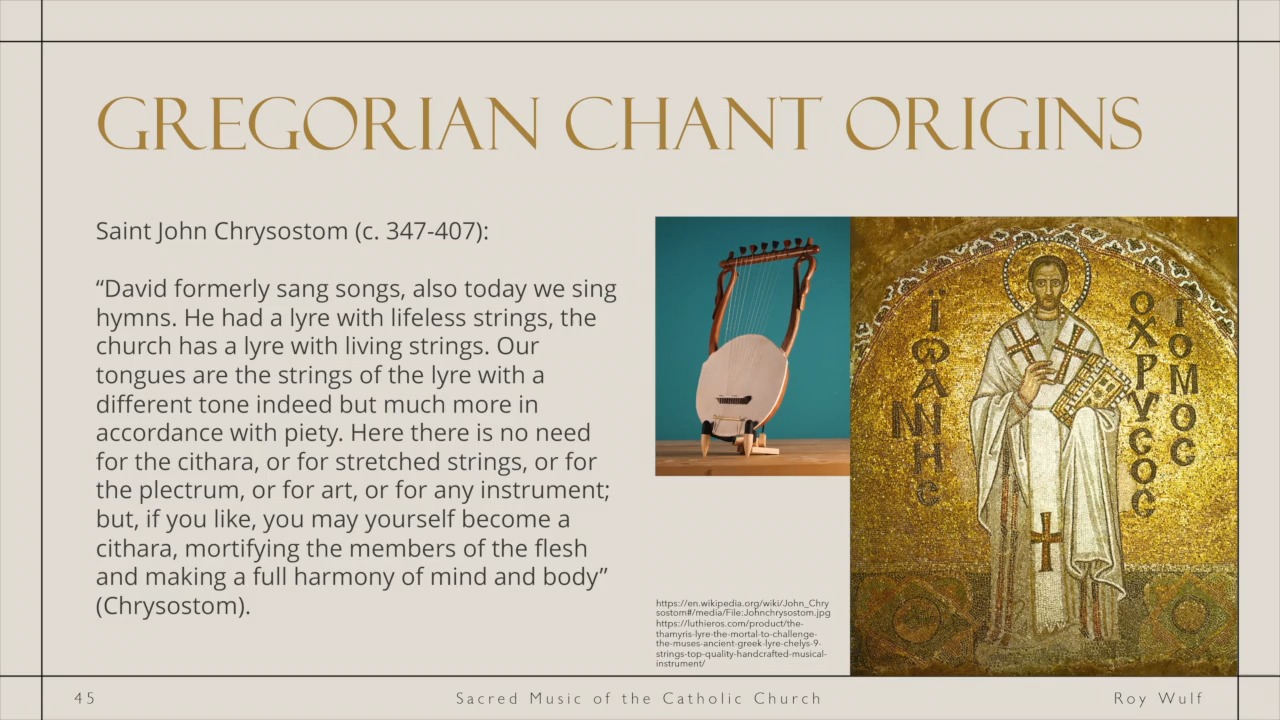 GREGORIAN CHANT ORIGINS
Saint John Chrysostom (c. 347-407):
“David formerly sang songs, also today we sing
hymns. He had a lyre with lifeless strings, the
church has a lyre with living strings. Our
tongues are the strings of the lyre with a
different tone indeed but much more in
accordance with piety. Here there is no need
for the cithara, or for stretched strings, or for
the plectrum, or for art, or for any instrument;
but, if you like, you may yourself become a
cithara, mortifying the members of the flesh
and making a full harmony of mind and body”
(Chrysostom).
Ϊ
Ѡ
Α
Ν
Ν
Η
С
Ο
Χ
Ρ
V
С
Ο
С
Τ
Ο
Μ
Ο
С
https://en.wikipedia.org/wiki/John_Chry
sostom#/media/File:Johnchrysostom.jpg
https://luthieros.com/product/the-
thamyris-lyre-the-mortal-to-challenge-
the-muses-ancient-greek-lyre-chelys-9-
strings-top-quality-handcrafted-musical-
instrument/
45
Sacred Music of the Catholic Church
Roy Wulf